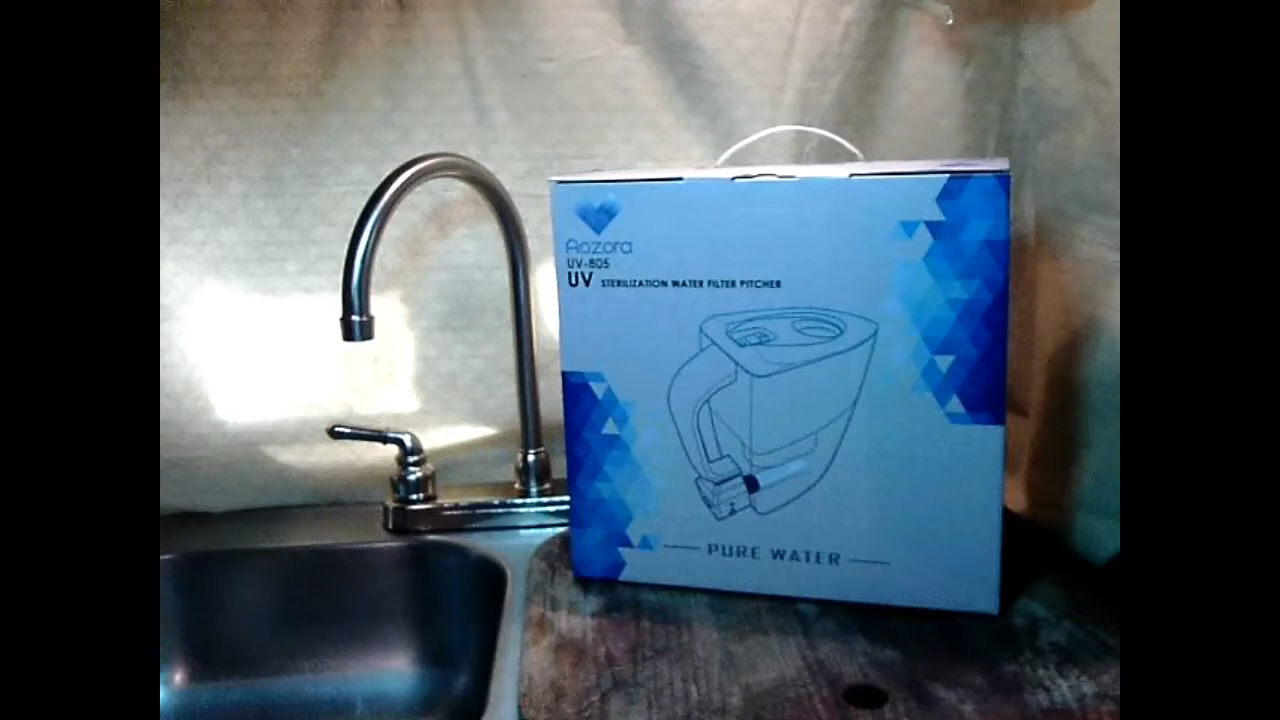 Aozora
UV-805
UV STERILIZATION WATER FILTER PITCHER
PURE WATER